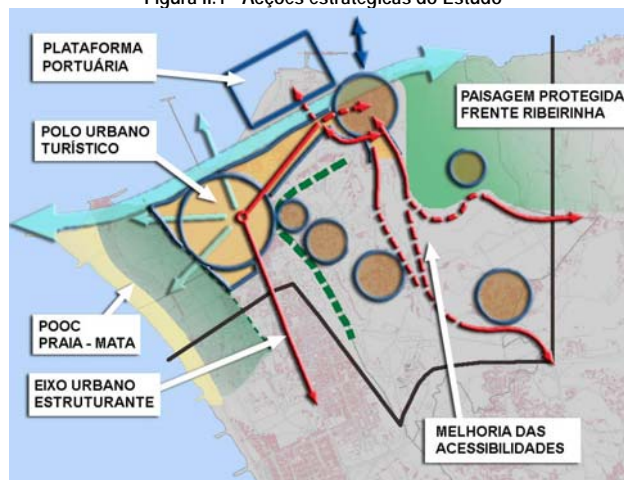 Figura II.1 - Acções estratégicas do Estudo
PLATAFORMA
PORTUÁRIA
PAISAGEM PROTEGIDA
FRENTE RIBEIRINHA
POLO URBANO
TURÍSTICO
POOC
PRAIA - MATA
EIXO URBANO
ESTRUTURANTE
MELHORIA DAS
ACESSIBILIDADES